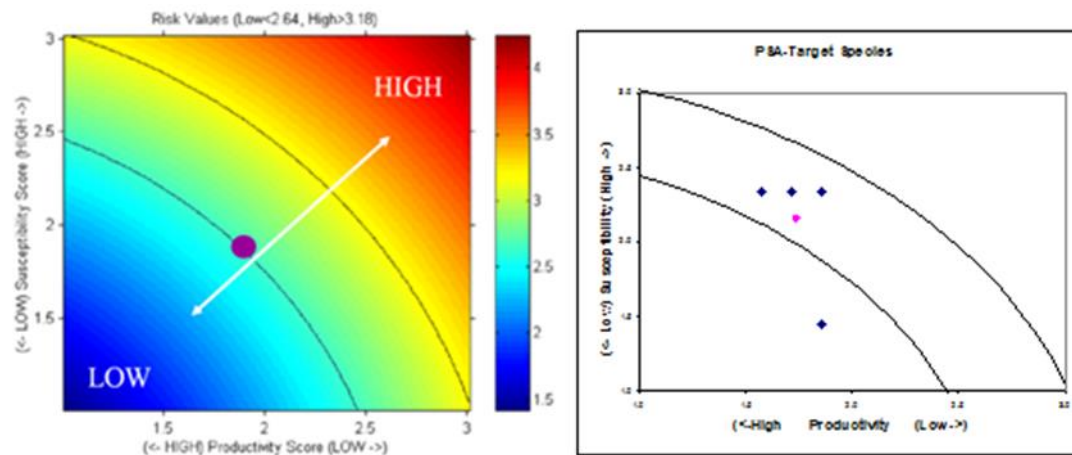 Risk Values (Low<2.64, High>3.18)
3
2.5
2
1.5
(<- LOW) Susceptibility Score (HIGH ->)
HIGH
LOW
1.5
2
2.5
3
(<- HIGH) Productivity Score (LOW ->)
4
3.5
3
2.5
2
1.5
PSA-Target Species
(<- Low) Susceptibility (High ->)
(<-High Productivity (Low->)